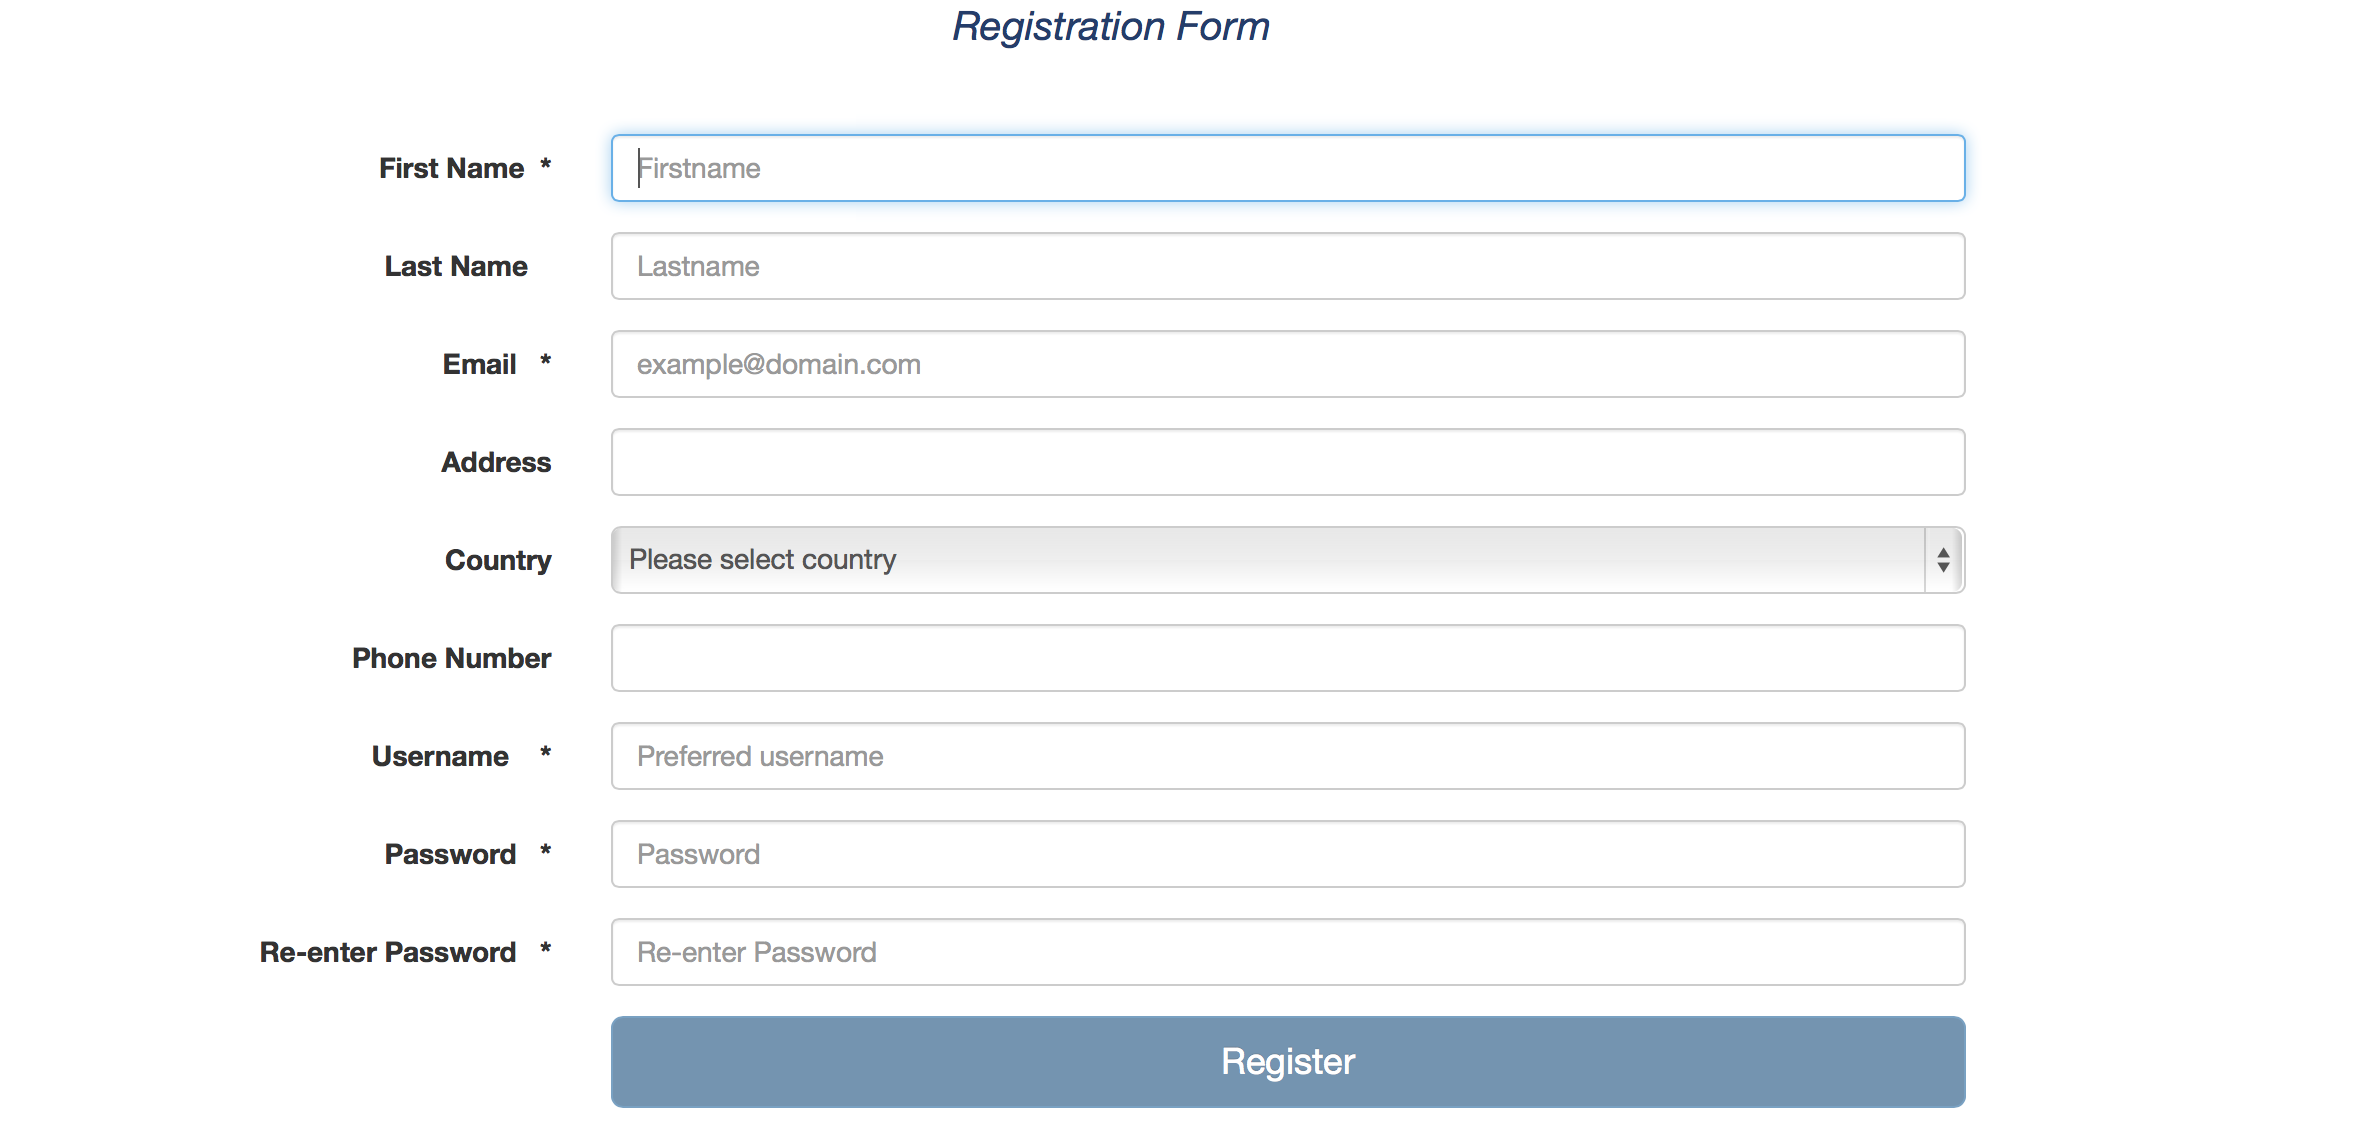 Registration Form
First Name * Firstname
Last Name Lastname
Email * example@domain.com
Address
Country Please select country
Phone Number
Username * Preferred username
Password * Password
Re-enter Password * Re-enter Password
Register